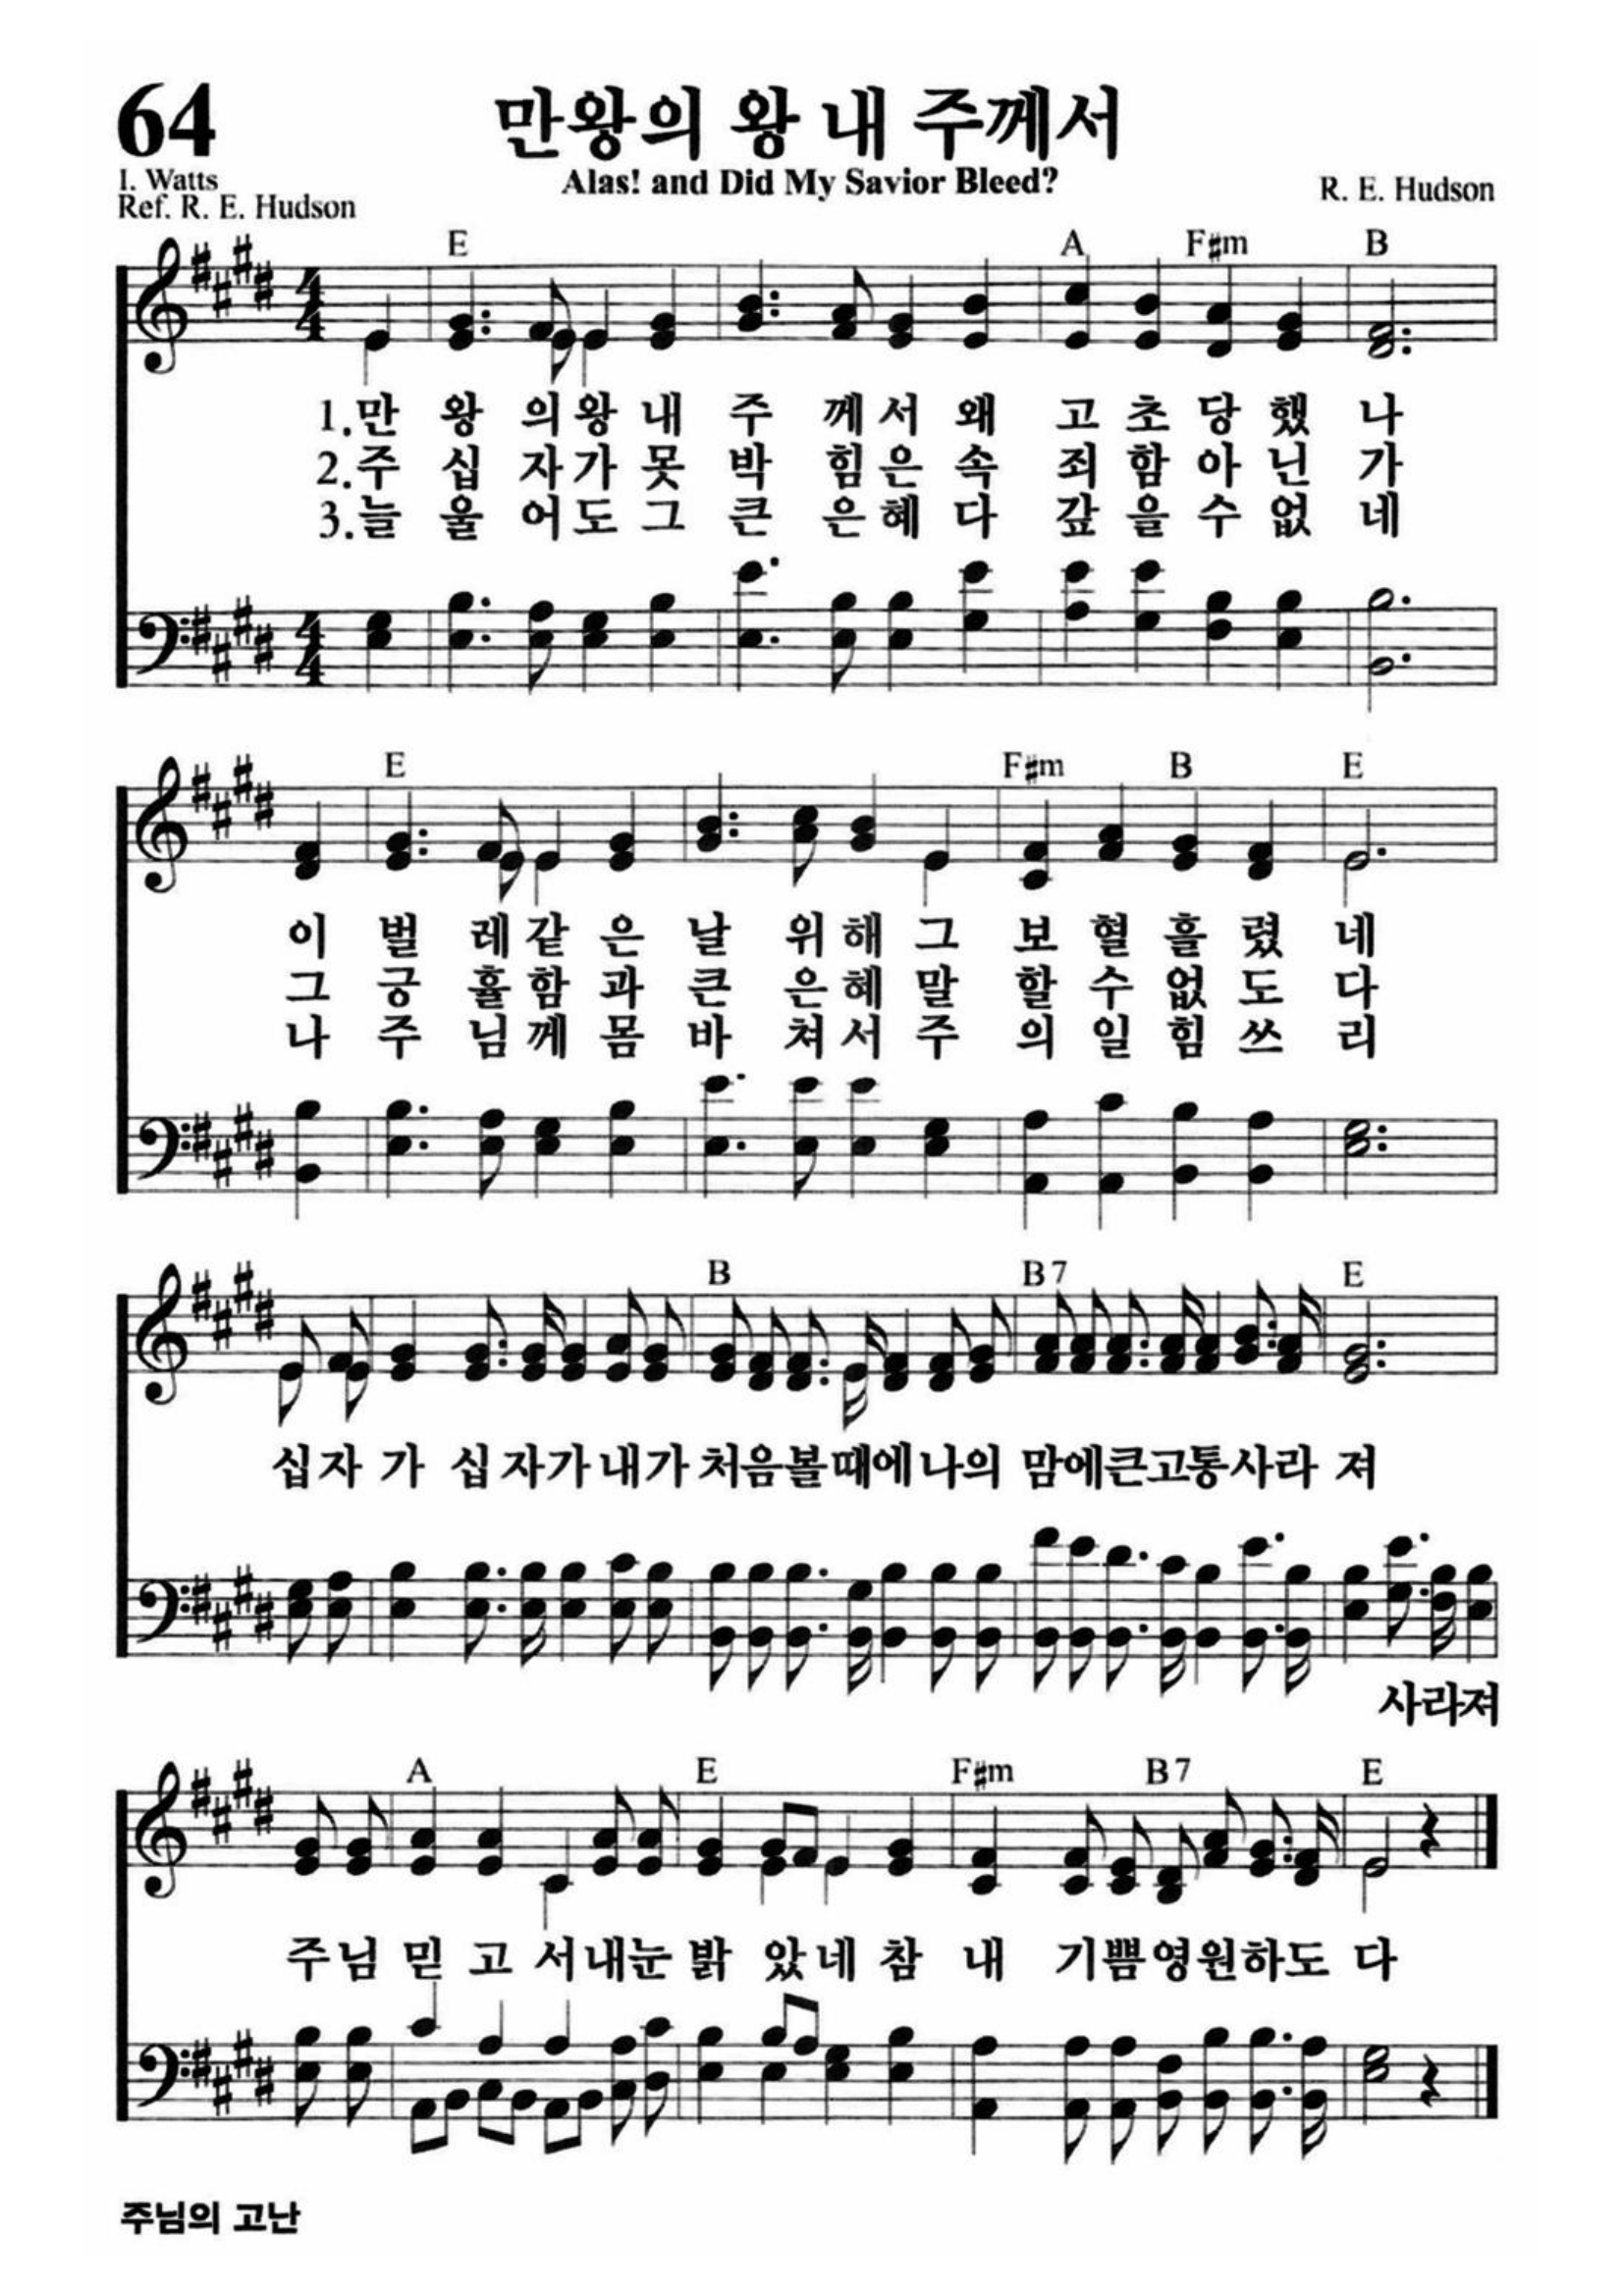 64
만왕의 왕 내 주께서
I. Watts
Ref. R. E. Hudson
Alas! and Did My Savior Bleed?
R. E. Hudson
E A F♯m B
1.만 왕 의 왕 내 주 께 서 왜 고 초 당 했 나
2.주 십 자 가 못 박 힘 은 속 죄 함 아 닌 가
3.늘 울 어 도 그 큰 은 혜 다 갚 을 수 없 네
E F♯m B E
이 벌 레 같 은 날 위 해 그 보 혈 흘 렸 네
그 긍 휼 함 과 큰 은 혜 말 할 수 없 도 다
나 주 님 께 몸 바 쳐 서 주 의 일 힘 쓰 리
B B7 E
십 자 가 십 자 가 내 가 처음볼때에나의 맘에큰고통사라 져
사라져
A E F♯m B7 E
주 님 믿 고 서 내 눈 밝 았 네 참 내 기 쁨 영 원 하 도 다
주님의 고난